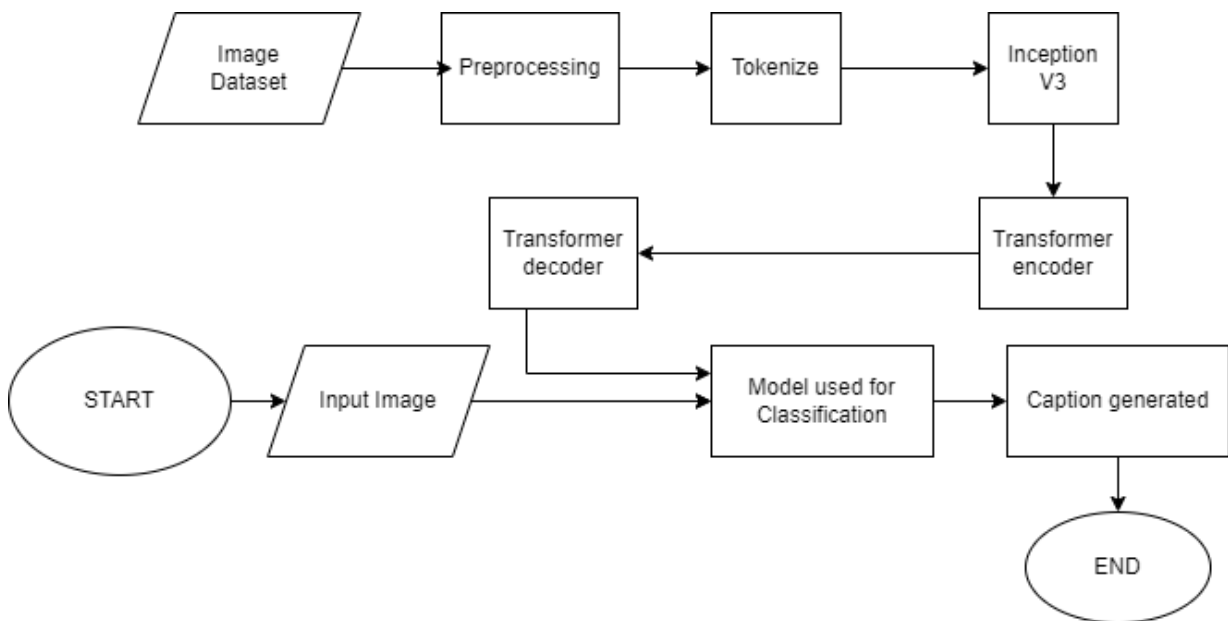 Image
Dataset
Preprocessing
Tokenize
Inception
V3
Transformer
decoder
Transformer
encoder
START
Input Image
Model used for
Classification
Caption generated
END